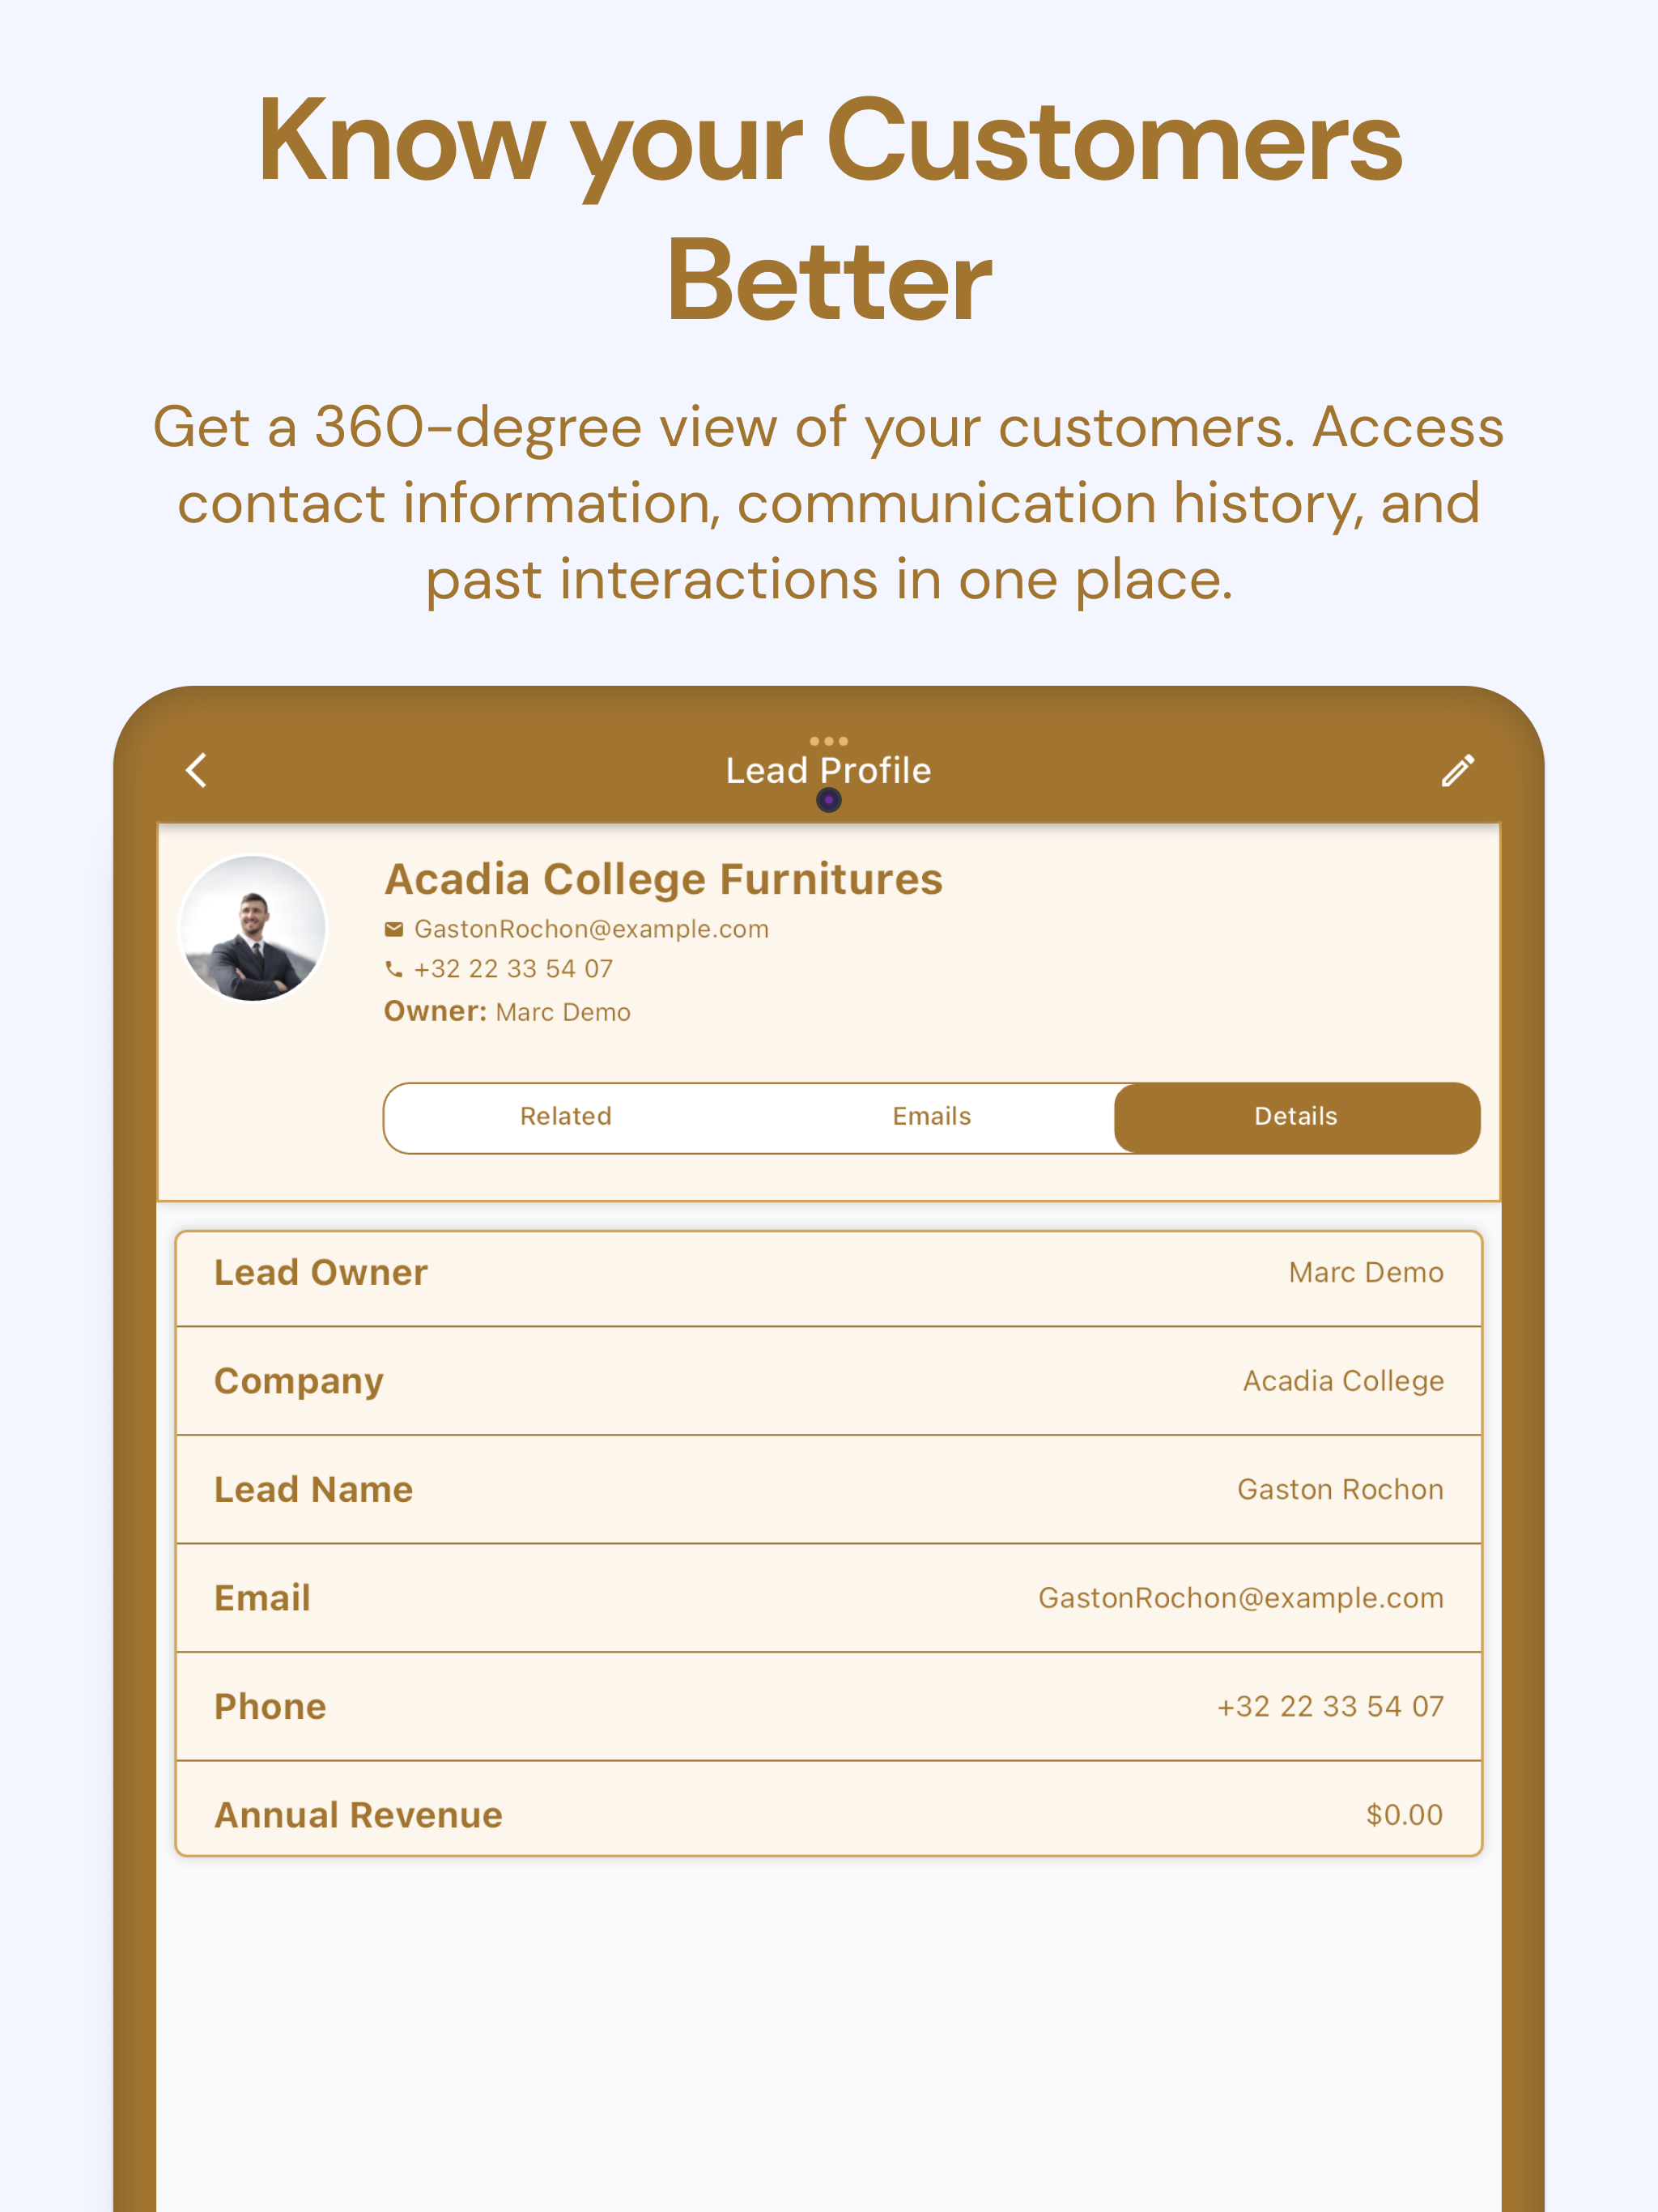 Know your Customers
Better
Get a 360-degree view of your customers. Access
contact information, communication history, and
past interactions in one place.
Lead Profile
Acadia College Furnitures
GastonRochon@example.com
+32 22 33 54 07
Owner: Marc Demo
Related Emails Details
Lead Owner Marc Demo
Company Acadia College
Lead Name Gaston Rochon
Email GastonRochon@example.com
Phone +32 22 33 54 07
Annual Revenue $0.00